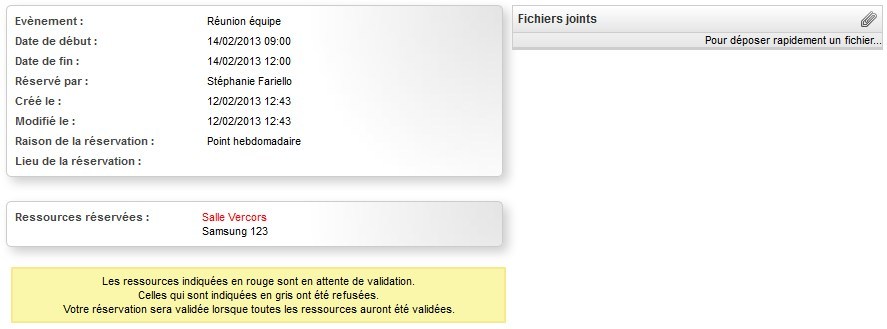 Evènement : Réunion équipe
Date de début : 14/02/2013 09:00
Date de fin : 14/02/2013 12:00
Réservé par : Stéphanie Fariello
Créé le : 12/02/2013 12:43
Modifié le : 12/02/2013 12:43
Raison de la réservation : Point hebdomadaire
Lieu de la réservation :
Ressources réservées : Salle Vercors
Samsung 123
Les ressources indiquées en rouge sont en attente de validation.
Celles qui sont indiquées en gris ont été refusées.
Votre réservation sera validée lorsque toutes les ressources auront été validées.
Fichiers joints
Pour déposer rapidement un fichier...